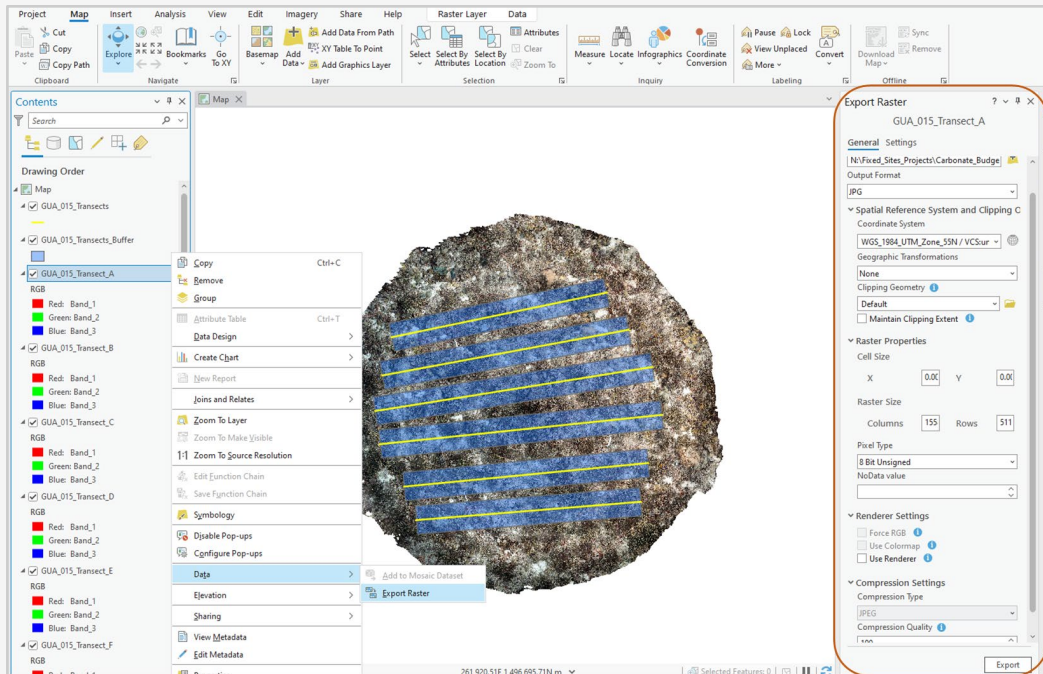 Project Map Insert Analysis View Edit Imagery Share Help Raster Layer Data
Paste
Cut
Copy
Copy Path
Clipboard
Explore
Bookmarks
Go To XY
Navigate
Basemap
Add Data
Add Data From Path
XY Table To Point
Add Graphics Layer
Layer
Select
Select By Attributes
Select By Location
Attributes
Clear
Zoom To
Selection
Measure
Locate
Infographics
Coordinate Conversion
Inquiry
Pause
Lock
View Unplaced
More
Convert
Labeling
Download Map
Sync
Remove
Offline
Contents
Search
Drawing Order
Map
GUA_015_Transects
GUA_015_Transects_Buffer
GUA_015_Transect_A
RGB
Red: Band_1
Green: Band_2
Blue: Band_3
GUA_015_Transect_B
RGB
Red: Band_1
Green: Band_2
Blue: Band_3
GUA_015_Transect_C
RGB
Red: Band_1
Green: Band_2
Blue: Band_3
GUA_015_Transect_D
RGB
Red: Band_1
Green: Band_2
Blue: Band_3
GUA_015_Transect_E
RGB
Red: Band_1
Green: Band_2
Blue: Band_3
GUA_015_Transect_F
RGB
Map
Copy Ctrl+C
Remove
Group
Attribute Table Ctrl+T
Data Design
Create Chart
New Report
Joins and Relates
Zoom To Layer
Zoom To Make Visible
1:1 Zoom To Source Resolution
Edit Function Chain
Save Function Chain
Symbology
Disable Pop-ups
Configure Pop-ups
Data
Elevation
Sharing
View Metadata
Edit Metadata
Add to Mosaic Dataset
Export Raster
261,920.51E 1,496,695.71N m
Selected Features: 0
Export Raster
GUA_015_Transect_A
General Settings
N:\Fixed_Sites_Projects\Carbonate_Budge
Output Format
JPG
Spatial Reference System and Clipping
Coordinate System
WGS_1984_UTM_Zone_55N / VCS:ur
Geographic Transformations
None
Clipping Geometry
Default
Maintain Clipping Extent
Raster Properties
Cell Size
X 0.0 Y 0.0
Raster Size
Columns 155 Rows 511
Pixel Type
8 Bit Unsigned
NoData value
Renderer Settings
Force RGB
Use Colormap
Use Renderer
Compression Settings
Compression Type
JPEG
Compression Quality
100
Export